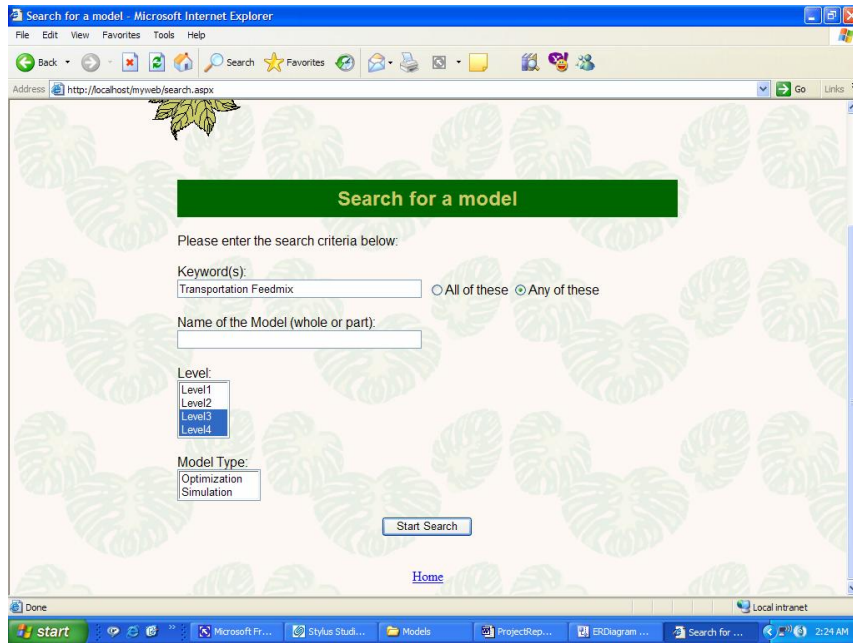 Search for a model - Microsoft Internet Explorer
File Edit View Favorites Tools Help
Back Search Favorites
Address http://localhost/myweb/search.aspx Go Links
Search for a model
Please enter the search criteria below:
Keyword(s):
Transportation Feedmix All of these Any of these
Name of the Model (whole or part):
Level:
Level1
Level2
Level3
Level4
Model Type:
Optimization
Simulation
Start Search
Home
Done Local intranet
start Microsoft Fr... Stylus Studi... Models ProjectRep... ERDiagram ... Search for ... 2:24 AM